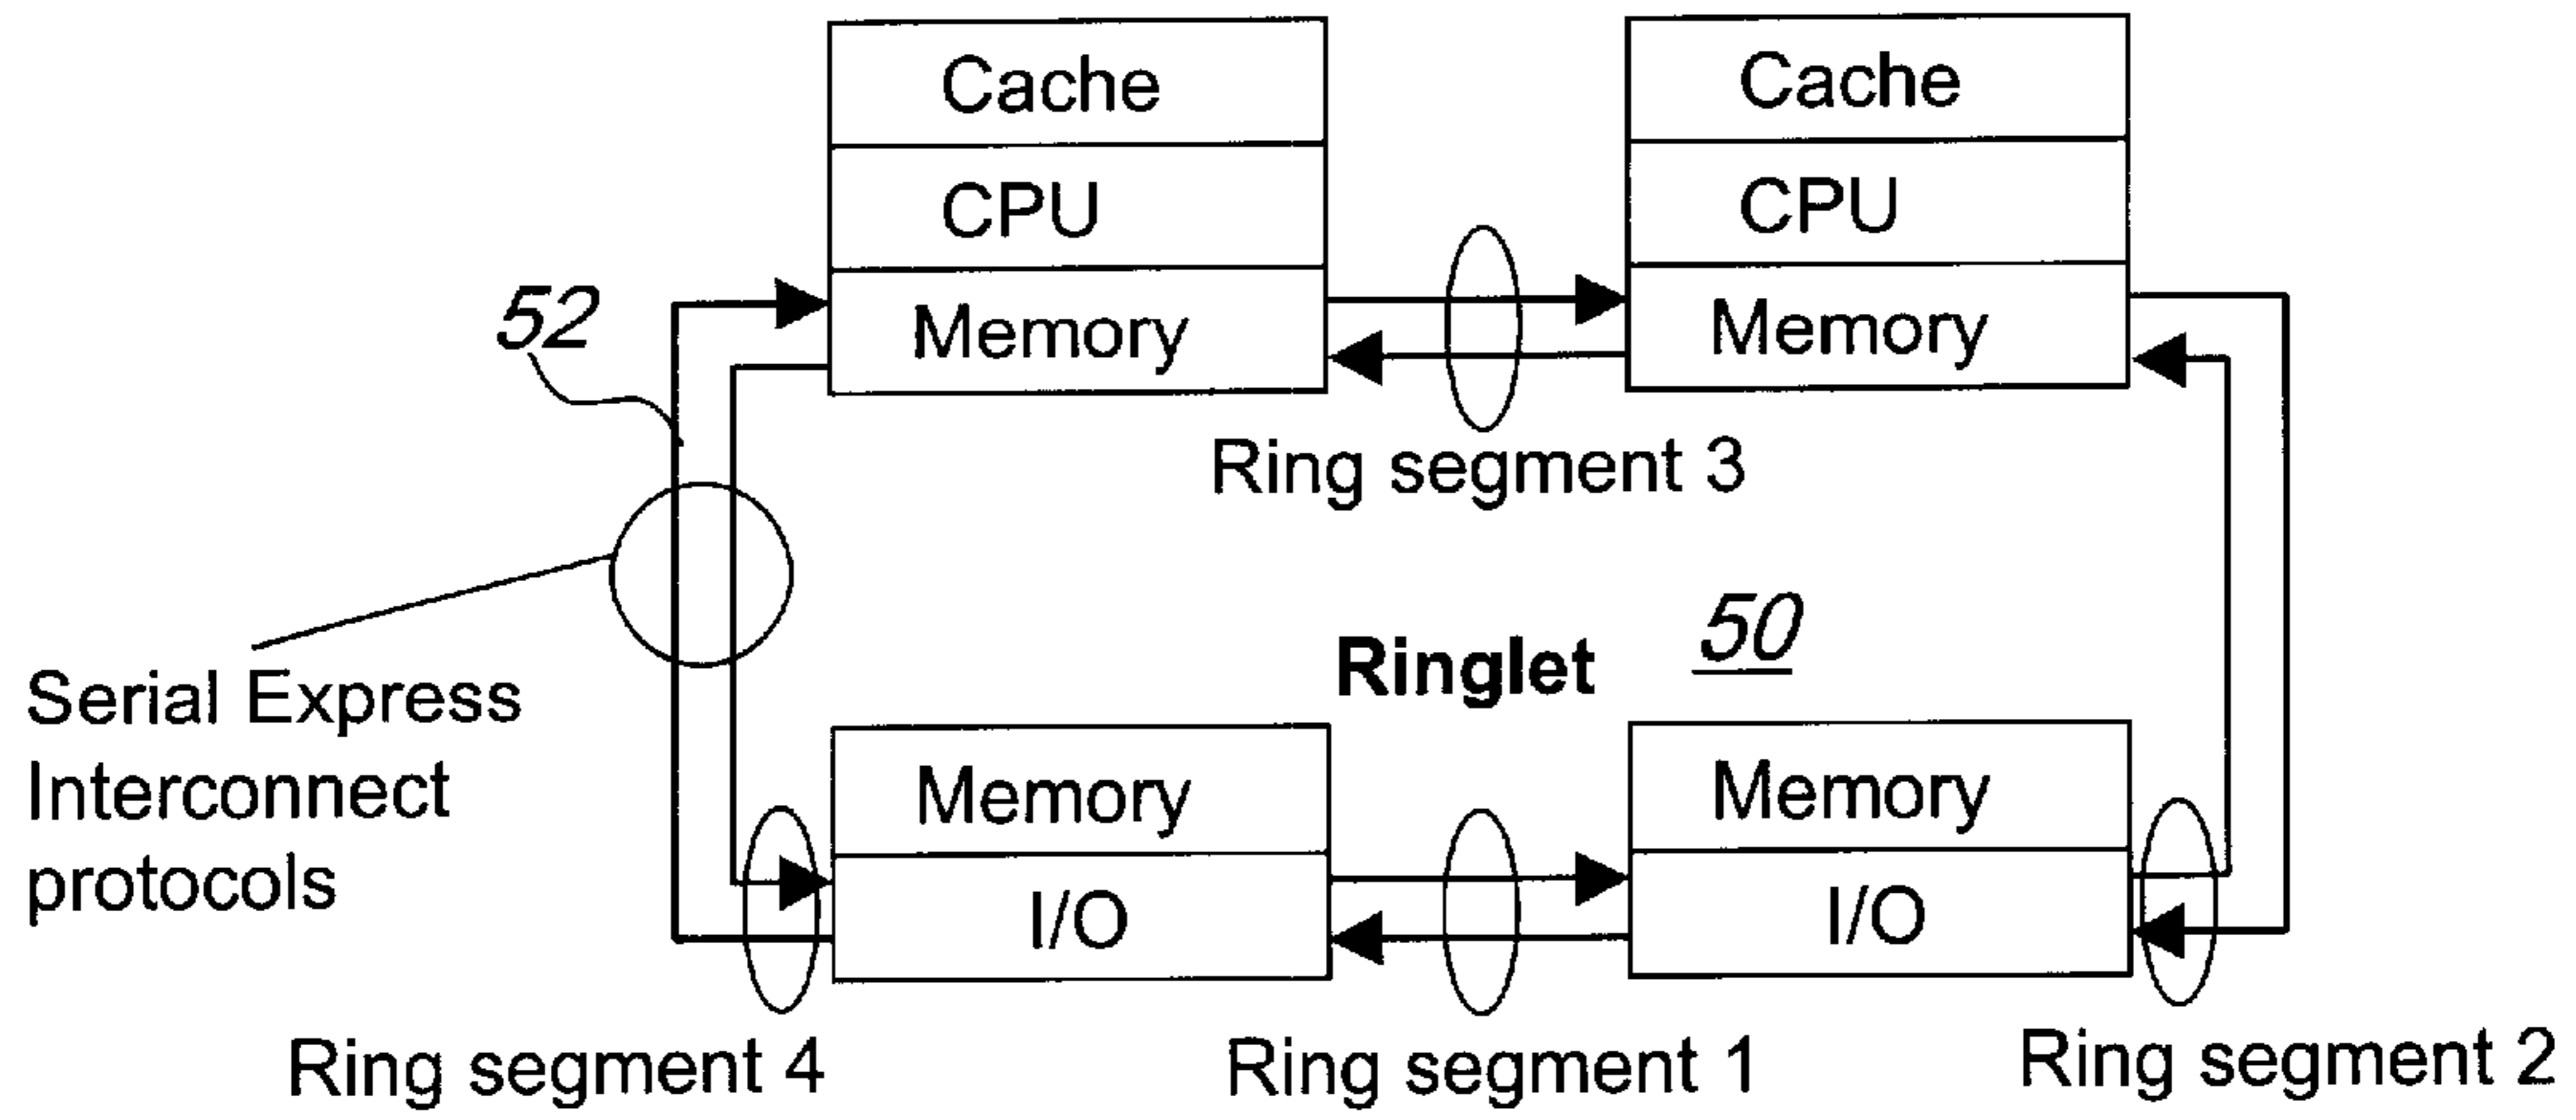 Cache
CPU
Memory
Cache
CPU
Memory
52
Ring segment 3
Serial Express
Interconnect
protocols
Ringlet 50
Memory
I/O
Memory
I/O
Ring segment 4
Ring segment 1
Ring segment 2